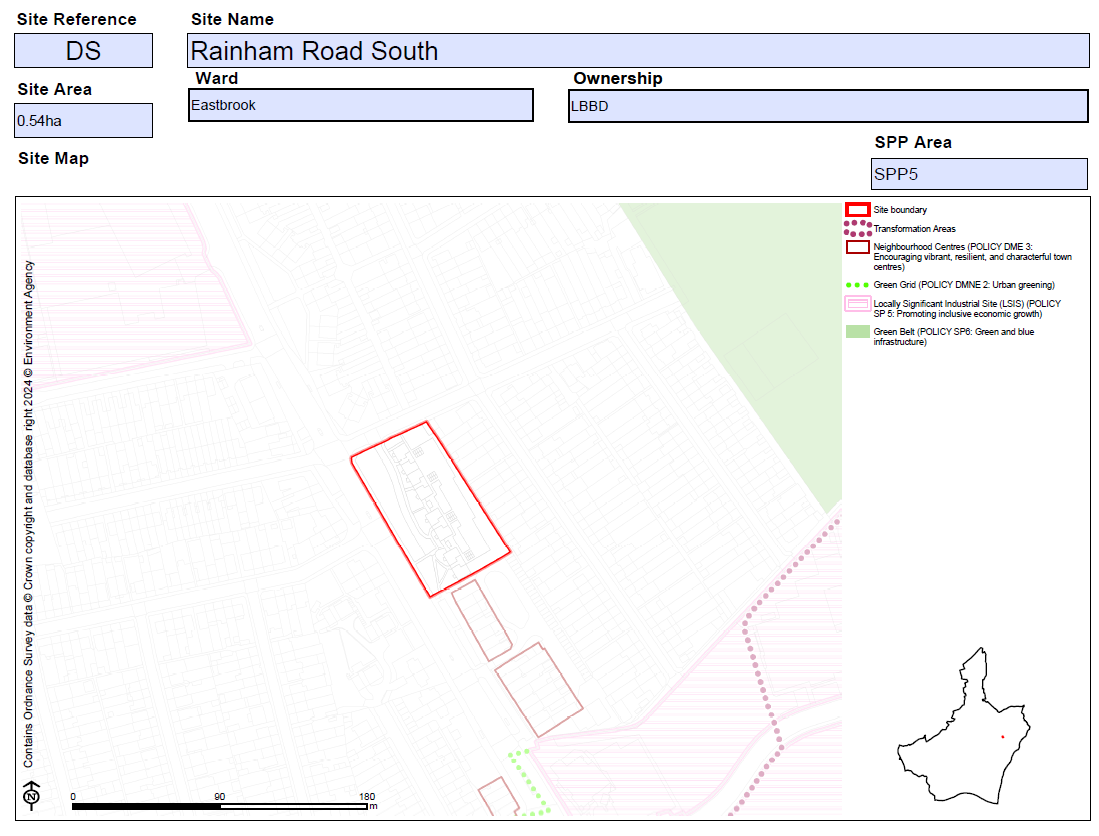 Site Reference
Site Name
DS
Rainham Road South
Ward
Ownership
Site Area
Eastbrook
LBBD
0.54ha
SPP Area
Site Map
SPP5
Site boundary
Transformation Areas
Neighbourhood Centres (POLICY DME 3:
Encouraging vibrant, resilient, and characterful town
centres)
Green Grid (POLICY DMNE 2: Urban greening)
Locally Significant Industrial Site (LSIS) (POLICY
SP 5: Promoting inclusive economic growth)
Green Belt (POLICY SP6: Green and blue
infrastructure)
Contains Ordnance Survey data © Crown copyright and database right 2024 © Environment Agency
N
0 90 180
m